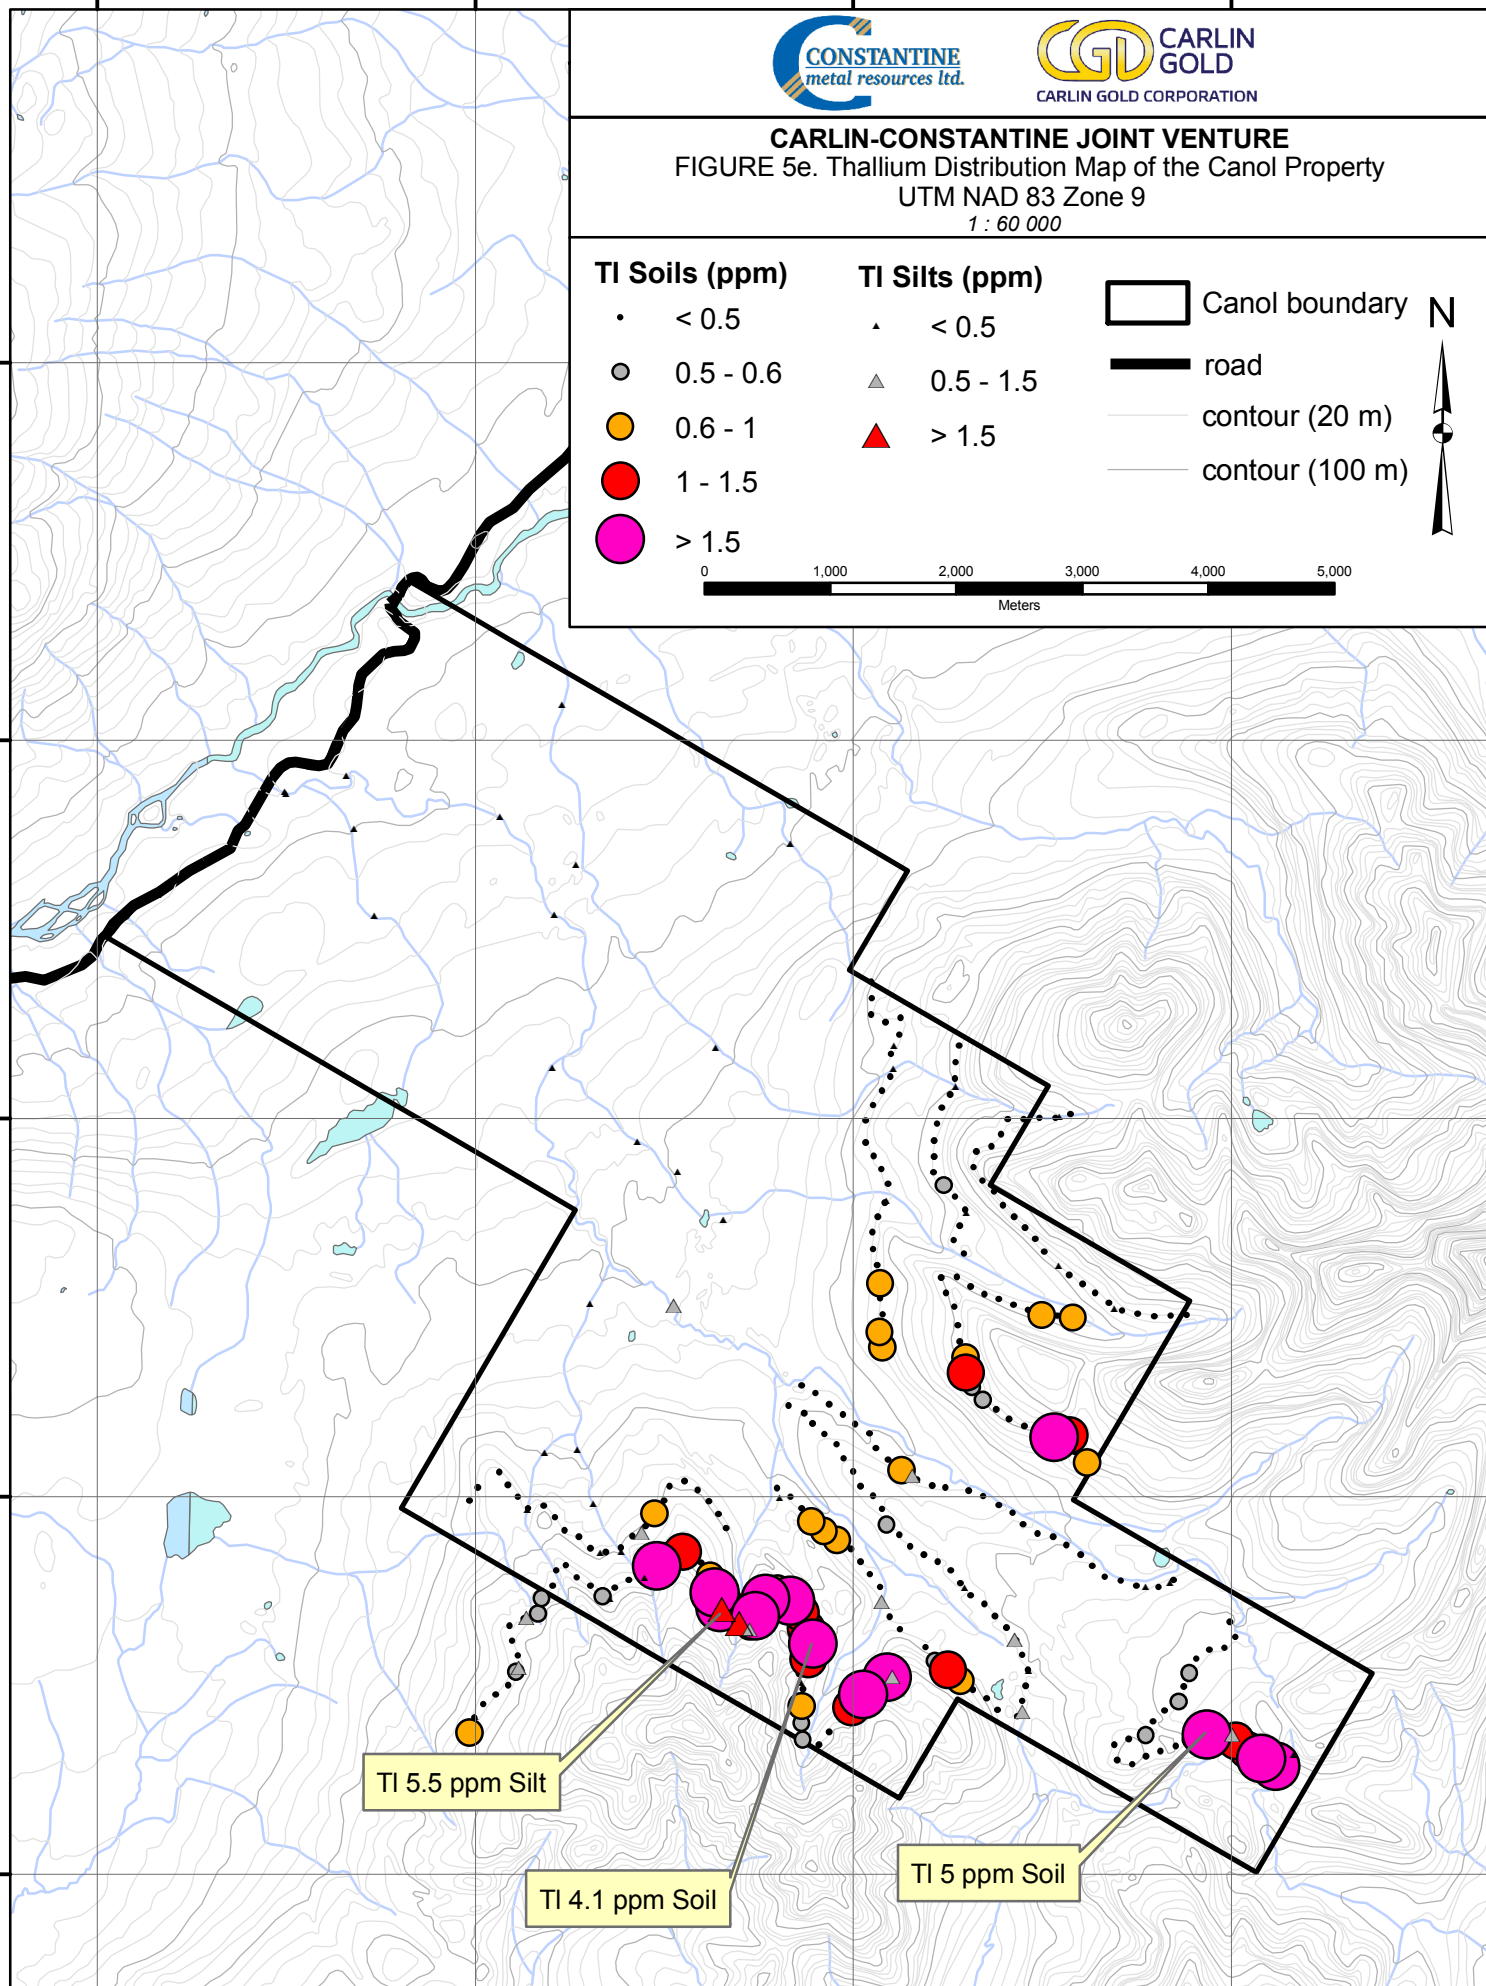 CONSTANTINE
metal resources ltd.
CGD CARLIN
GOLD
CARLIN GOLD CORPORATION
CARLIN-CONSTANTINE JOINT VENTURE
FIGURE 5e. Thallium Distribution Map of the Canol Property
UTM NAD 83 Zone 9
1 : 60 000
Tl Soils (ppm)
< 0.5
0.5 - 0.6
0.6 - 1
1 - 1.5
> 1.5
Tl Silts (ppm)
< 0.5
0.5 - 1.5
> 1.5
Canol boundary
road
contour (20 m)
contour (100 m)
N
0 1,000 2,000 3,000 4,000 5,000
Meters
Tl 5.5 ppm Silt
Tl 4.1 ppm Soil
Tl 5 ppm Soil